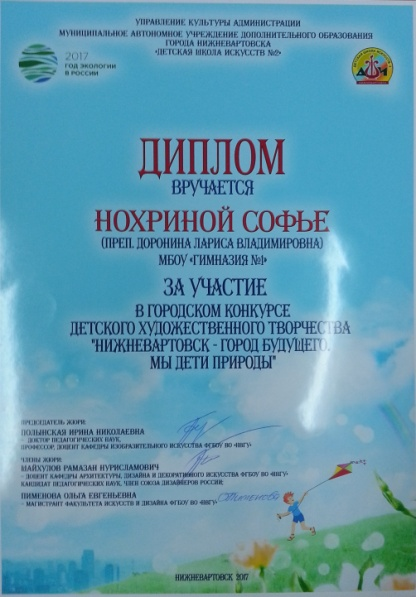 УПРАВЛЕНИЕ КУЛЬТУРЫ АДМИНИСТРАЦИИ
МУНИЦИПАЛЬНОЕ АВТОНОМНОЕ УЧРЕЖДЕНИЕ ДОПОЛНИТЕЛЬНОГО ОБРАЗОВАНИЯ
ГОРОДА НИЖНЕВАРТОВСКА
«ДЕТСКАЯ ШКОЛА ИСКУССТВ №2»
2017
ГОД ЭКОЛОГИИ
В РОССИИ
ДИПЛОМ
ВРУЧАЕТСЯ
НОХРИНОЙ СОФЬЕ
(ПРЕП. ДОРОНИНА ЛАРИСА ВЛАДИМИРОВНА)
МБОУ «ГИМНАЗИЯ №1»
ЗА УЧАСТИЕ
В ГОРОДСКОМ КОНКУРСЕ
ДЕТСКОГО ХУДОЖЕСТВЕННОГО ТВОРЧЕСТВА
"НИЖНЕВАРТОВСК - ГОРОД БУДУЩЕГО.
МЫ ДЕТИ ПРИРОДЫ"
ПРЕДСЕДАТЕЛЬ ЖЮРИ:
ПОЛЫНСКАЯ ИРИНА НИКОЛАЕВНА
- ДОКТОР ПЕДАГОГИЧЕСКИХ НАУК,
ПРОФЕССОР, ДОЦЕНТ КАФЕДРЫ ИЗОБРАЗИТЕЛЬНОГО ИСКУССТВА ФГБОУ ВО «НВГУ»
ЧЛЕНЫ ЖЮРИ:
МАЙХУЛОВ РАМАЗАН НУРИСЛАМОВИЧ
- ДОЦЕНТ КАФЕДРЫ АРХИТЕКТУРЫ, ДИЗАЙНА И ДЕКОРАТИВНОГО ИСКУССТВА ФГБОУ ВО «НВГУ»
КАНДИДАТ ПЕДАГОГИЧЕСКИХ НАУК, ЧЛЕН СОЮЗА ДИЗАЙНЕРОВ РОССИИ;
ПИМЕНОВА ОЛЬГА ЕВГЕНЬЕВНА
- МАГИСТРАНТ ФАКУЛЬТЕТА ИСКУССТВ И ДИЗАЙНА ФГБОУ ВО «НВГУ»
НИЖНЕВАРТОВСК 2017